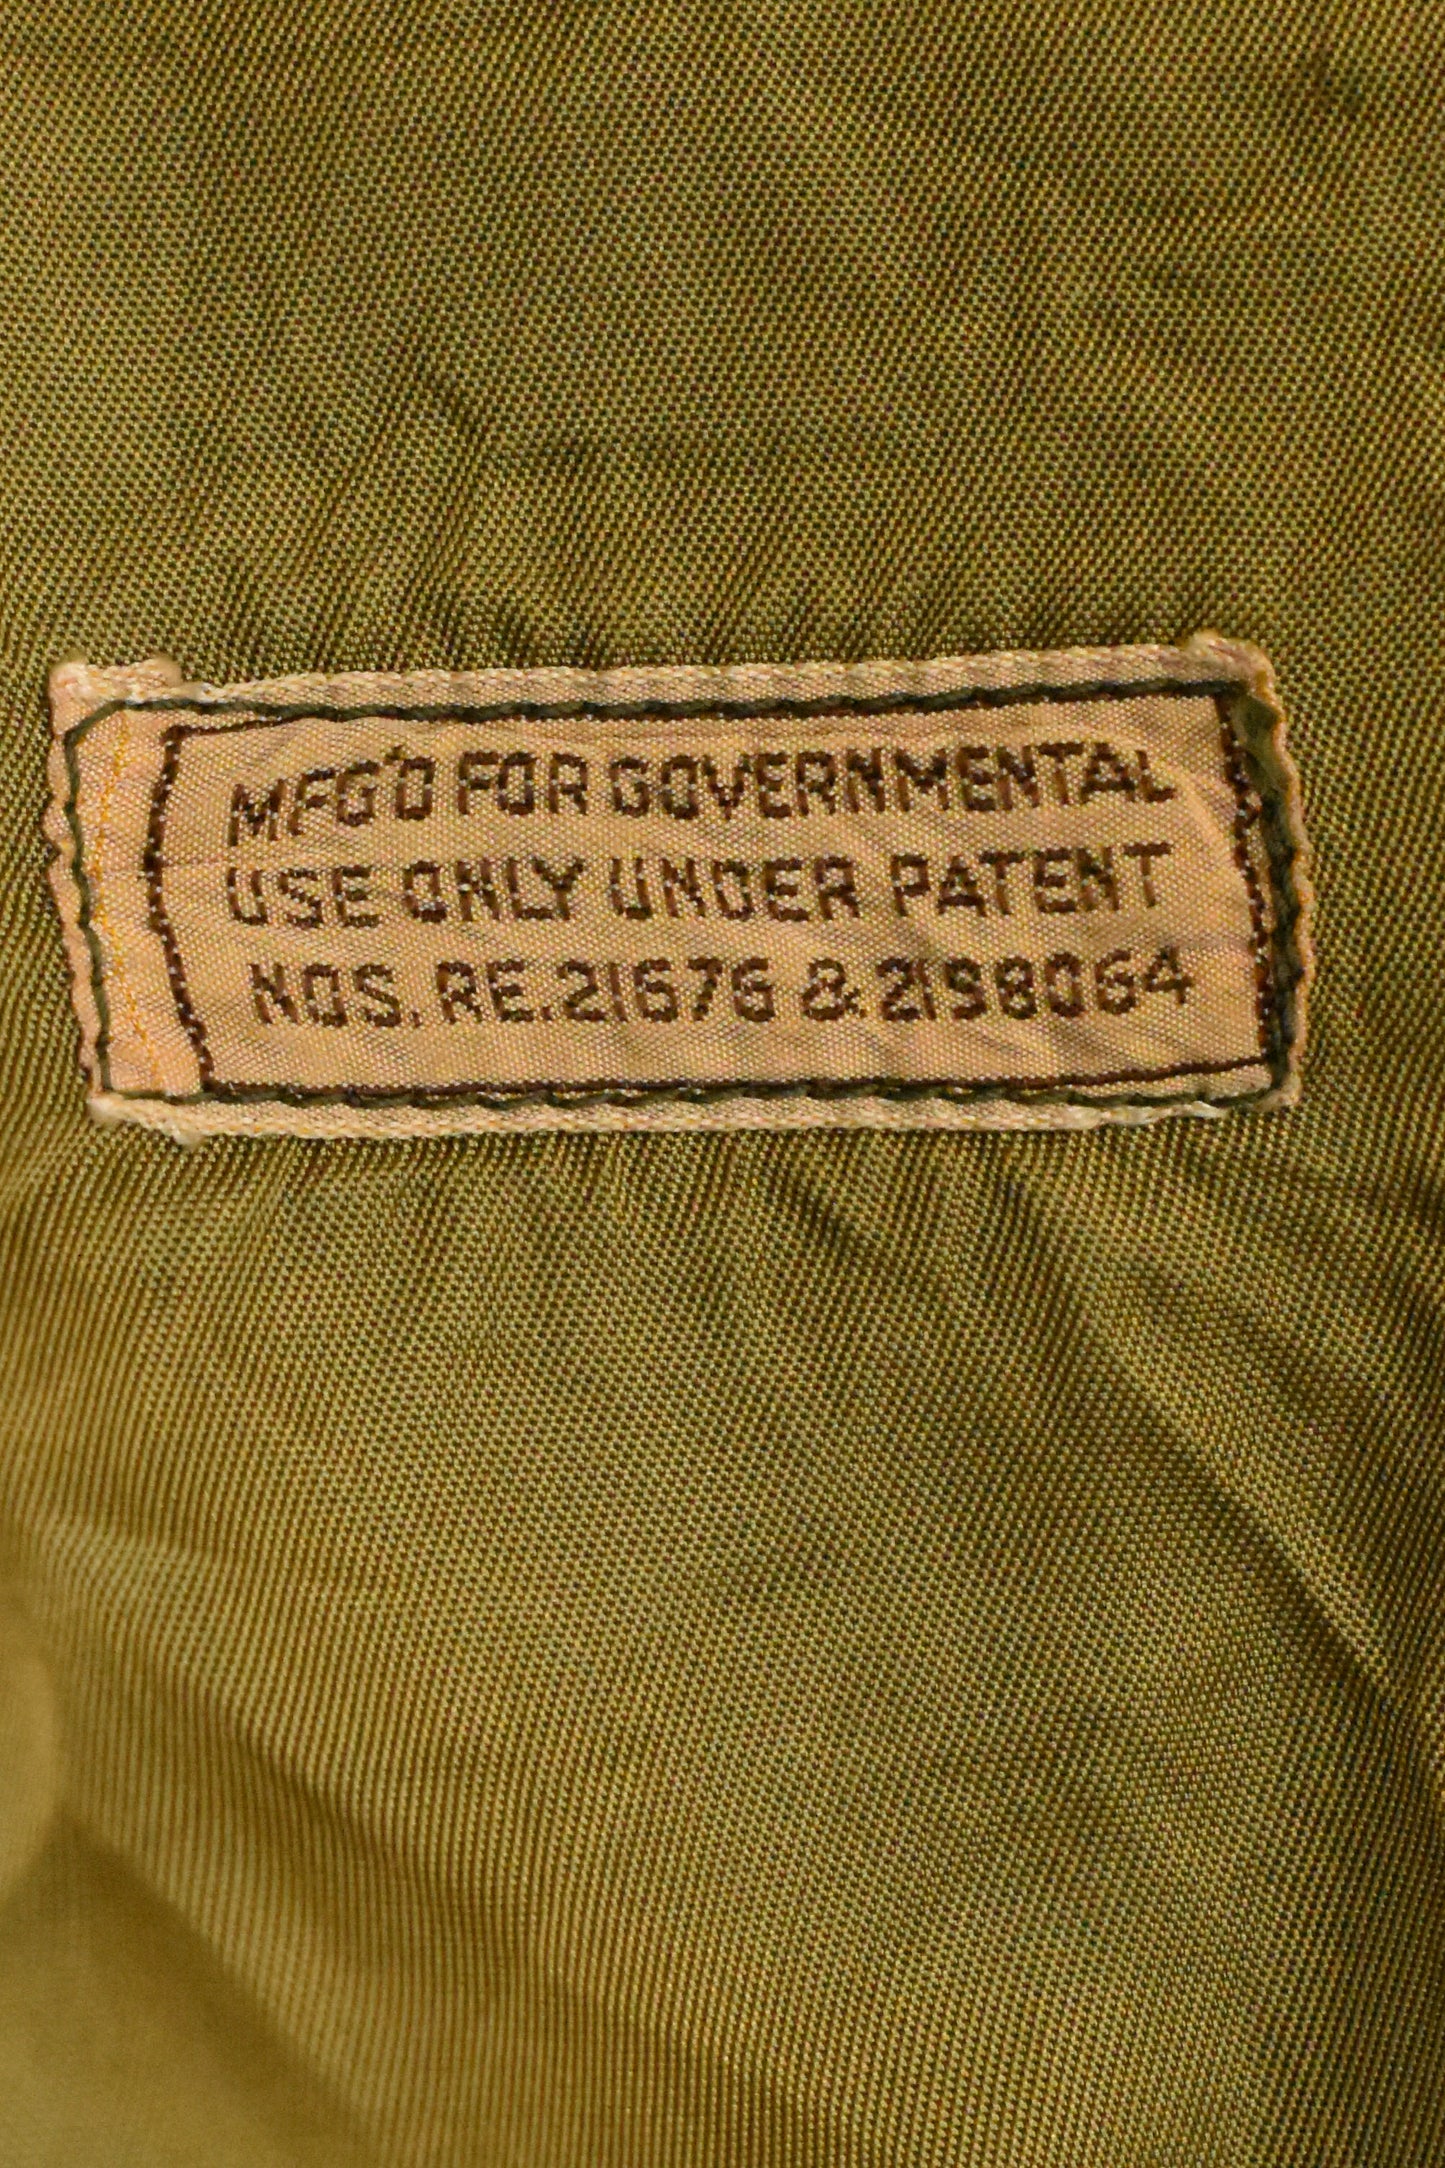 MFG'D FOR GOVERNMENTAL
USE ONLY UNDER PATENT
NOS. RE.21676 & 2198064